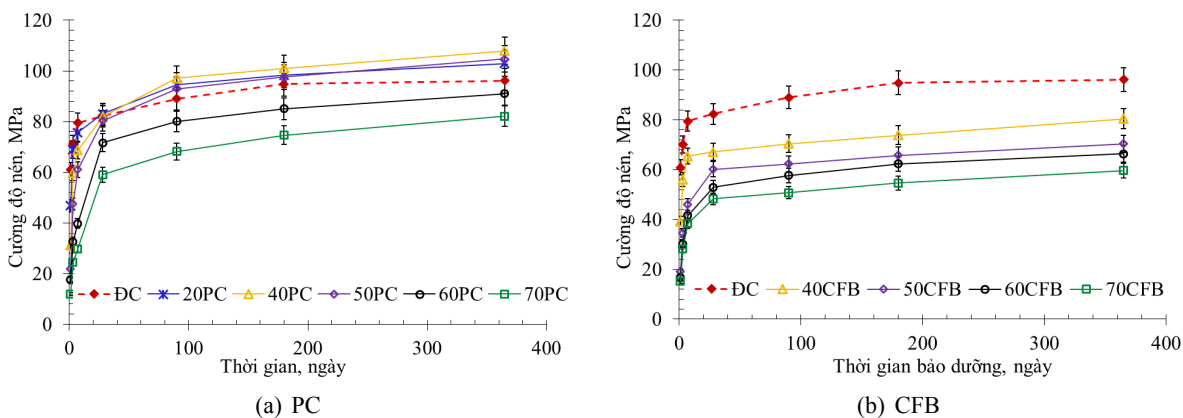 120
100
80
60
40
20
0
Cường độ nén, MPa
ĐC 20PC 40PC 50PC 60PC 70PC
0 100 200 300 400
Thời gian, ngày
(a) PC
120
100
80
60
40
20
0
Cường độ nén, MPa
ĐC 40CFB 50CFB 60CFB 70CFB
0 100 200 300 400
Thời gian bảo dưỡng, ngày
(b) CFB